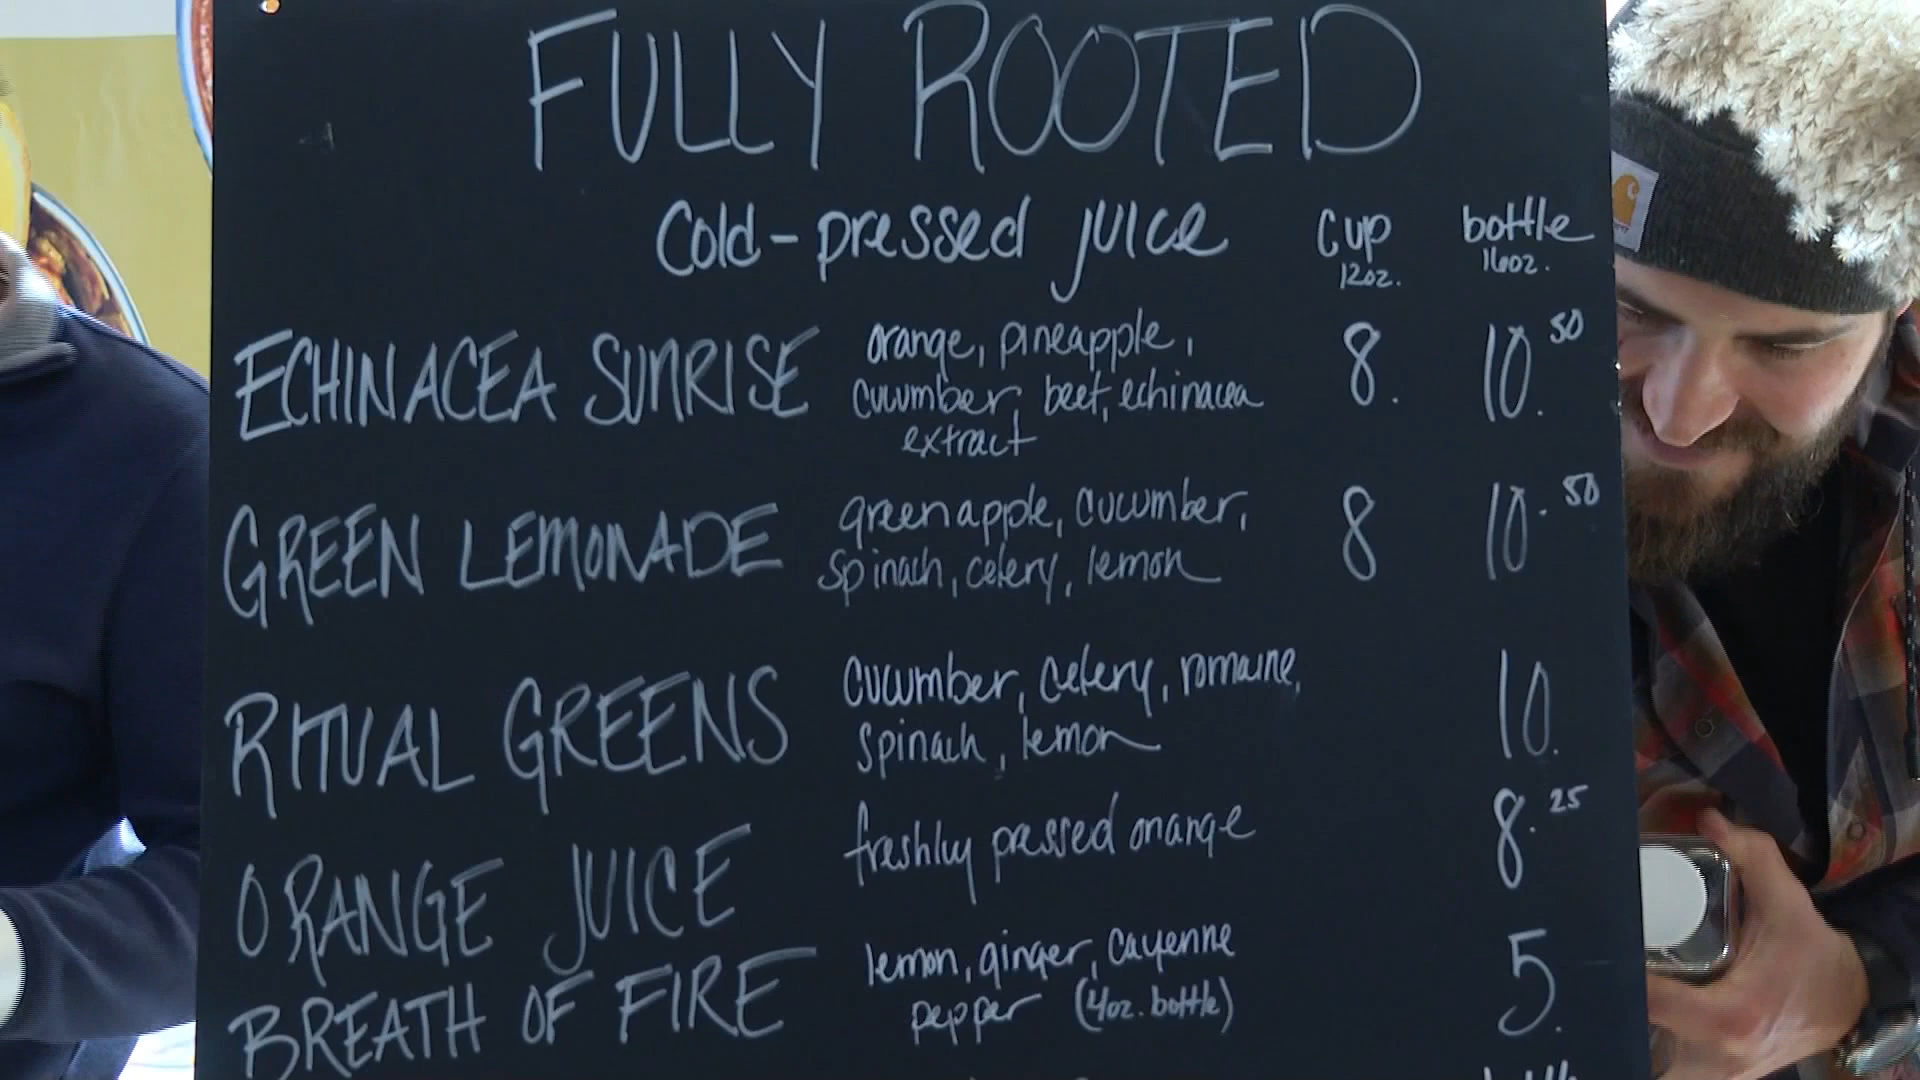 FULLY ROOTED
Cold-pressed juice cup bottle
12oz. 16oz.
ECHINACEA SUNRISE orange, pineapple, 8. 10.50
cucumber, beet, echinacea
extract
GREEN LEMONADE green apple, cucumber, 8 10.50
spinach, celery, lemon
RITUAL GREENS cucumber, celery, romaine, 10.
spinach, lemon
ORANGE JUICE freshly pressed orange 8.25
BREATH OF FIRE lemon, ginger, cayenne 5.
pepper (4oz. bottle)